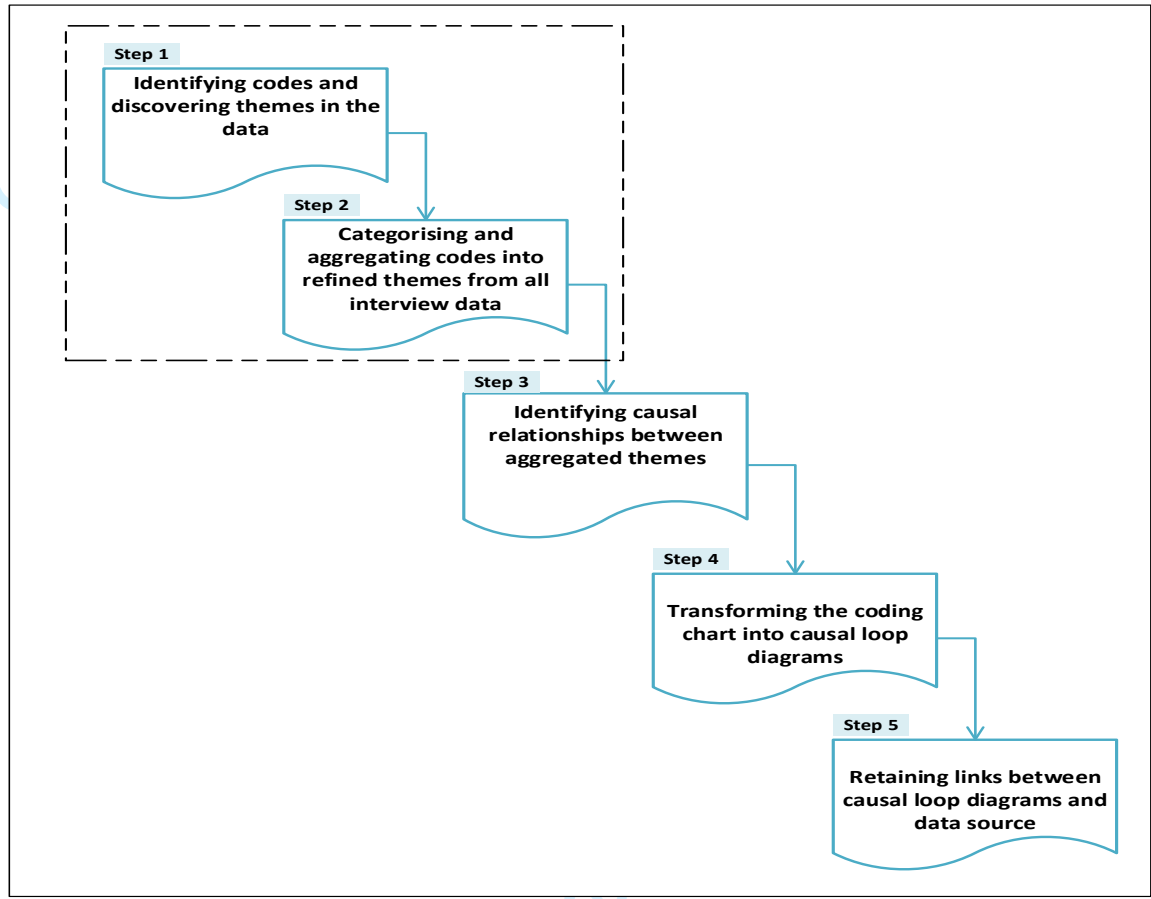 Step 1
Identifying codes and
discovering themes in the
data
Step 2
Categorising and
aggregating codes into
refined themes from all
interview data
Step 3
Identifying causal
relationships between
aggregated themes
Step 4
Transforming the coding
chart into causal loop
diagrams
Step 5
Retaining links between
causal loop diagrams and
data source